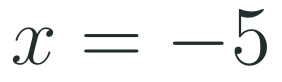 x = −5